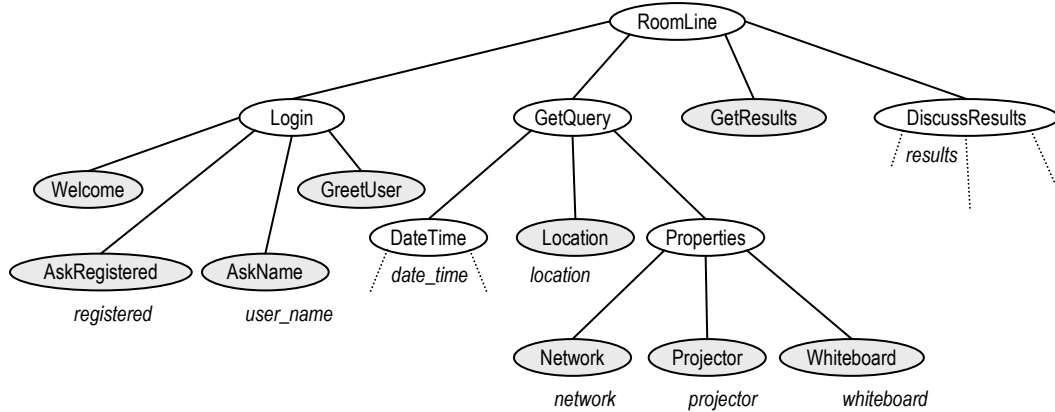 RoomLine
Login
GetQuery
GetResults
DiscussResults
results
Welcome
GreetUser
DateTime
Location
Properties
AskRegistered
AskName
date_time
location
registered
user_name
Network
Projector
Whiteboard
network
projector
whiteboard